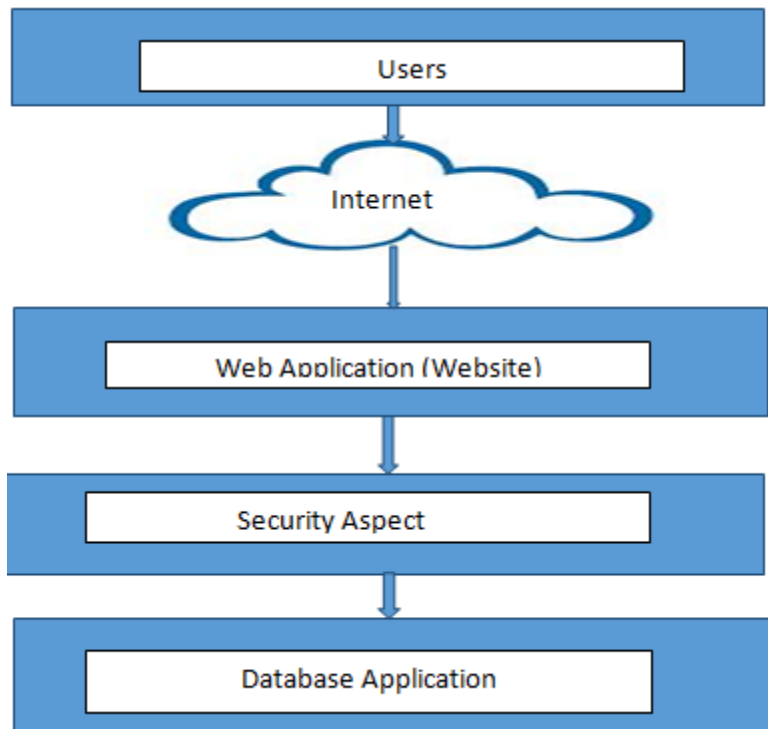 Users
Internet
Web Application (Website)
Security Aspect
Database Application